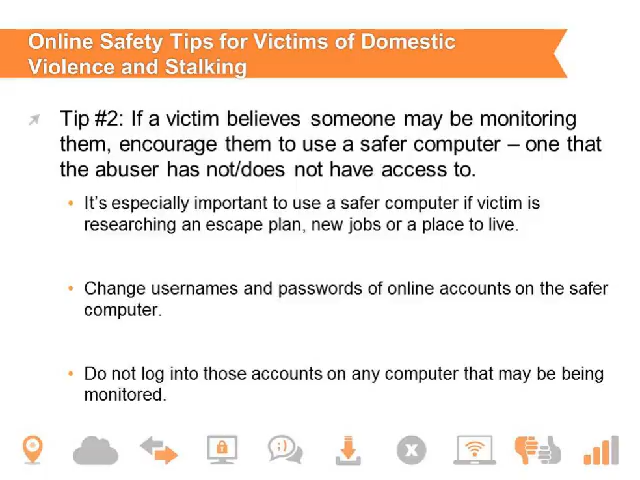 Online Safety Tips for Victims of Domestic
Violence and Stalking
Tip #2: If a victim believes someone may be monitoring
them, encourage them to use a safer computer – one that
the abuser has not/does not have access to.
• It's especially important to use a safer computer if victim is
researching an escape plan, new jobs or a place to live.
• Change usernames and passwords of online accounts on the safer
computer.
• Do not log into those accounts on any computer that may be being
monitored.